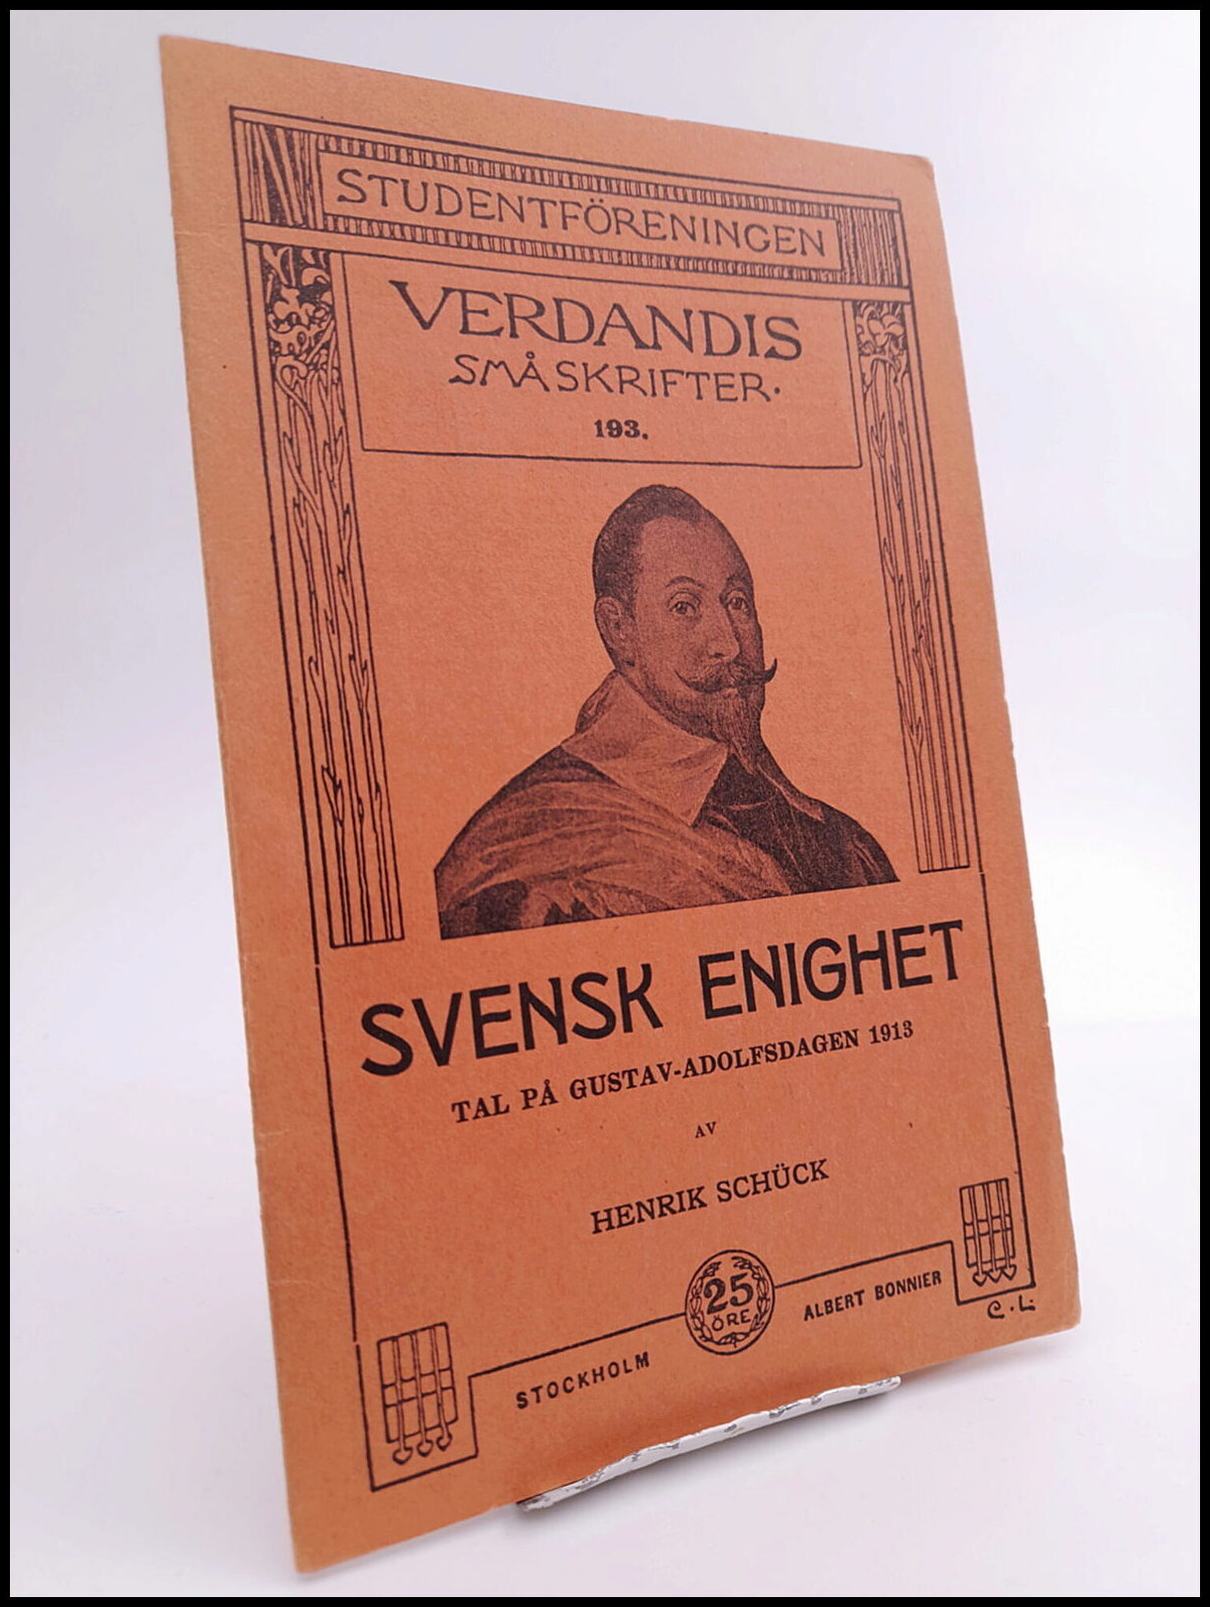 STUDENTFÖRENINGEN
VERDANDIS
SMÅSKRIFTER.
193.
SVENSK ENIGHET
TAL PÅ GUSTAV-ADOLFSDAGEN 1913
AV
HENRIK SCHÜCK
25
ÖRE
STOCKHOLM
ALBERT BONNIER
C.L.